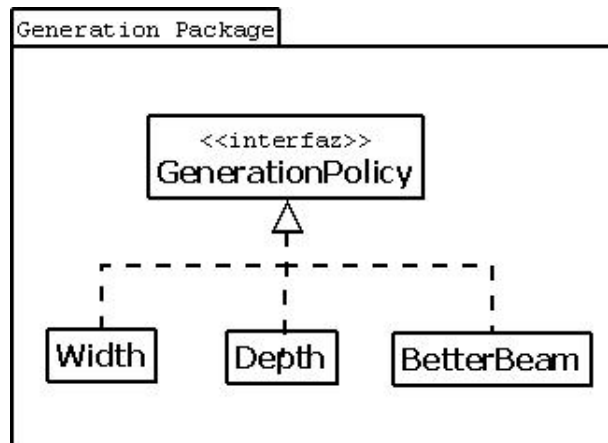 Generation Package
<<interfaz>>
GenerationPolicy
Width
Depth
BetterBeam